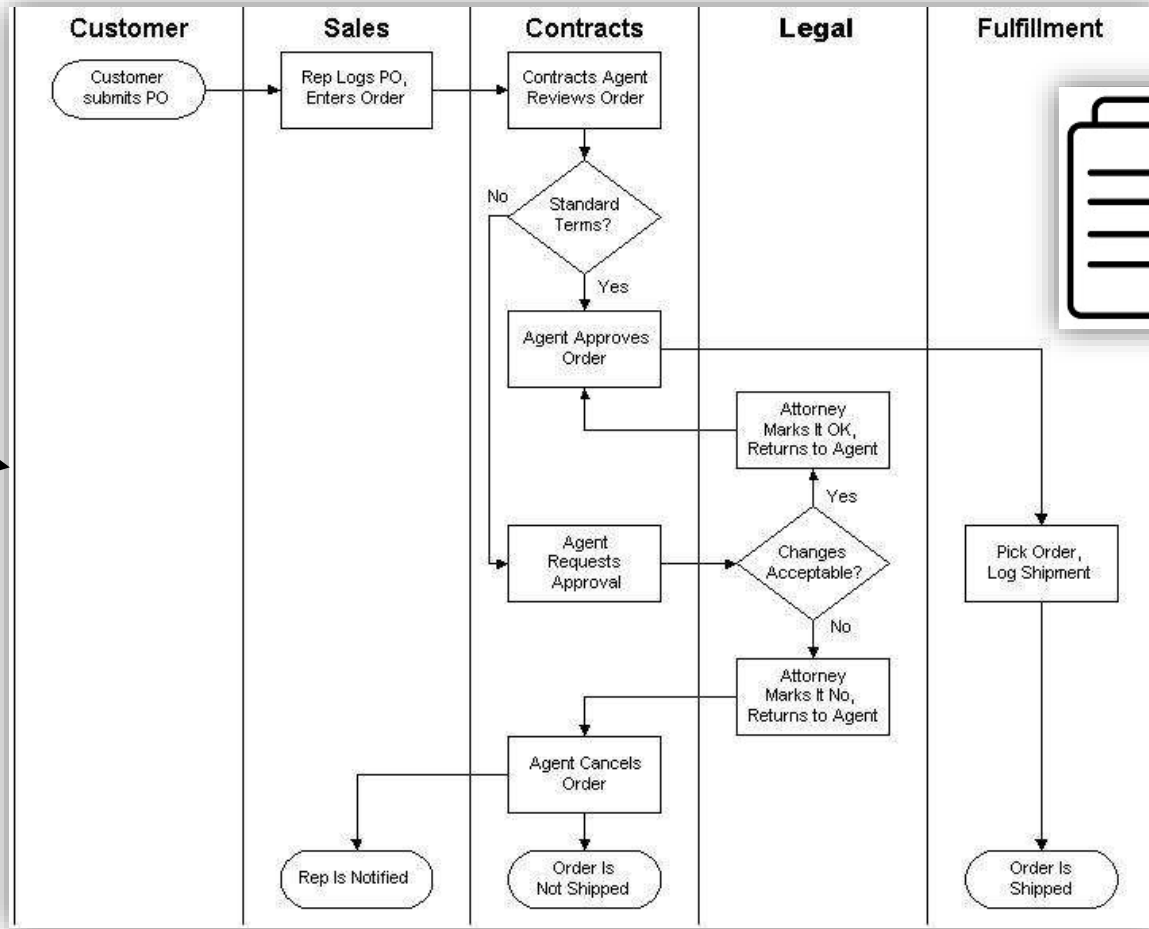 Customer
Sales
Contracts
Legal
Fulfillment
Customer
submits PO
Rep Logs PO,
Enters Order
Contracts Agent
Reviews Order
No
Standard
Terms?
Yes
Agent Approves
Order
Attorney
Marks It OK,
Returns to Agent
Yes
Agent
Requests
Approval
Changes
Acceptable?
Pick Order,
Log Shipment
No
Attorney
Marks It No,
Returns to Agent
Agent Cancels
Order
Rep Is Notified
Order Is
Not Shipped
Order Is
Shipped